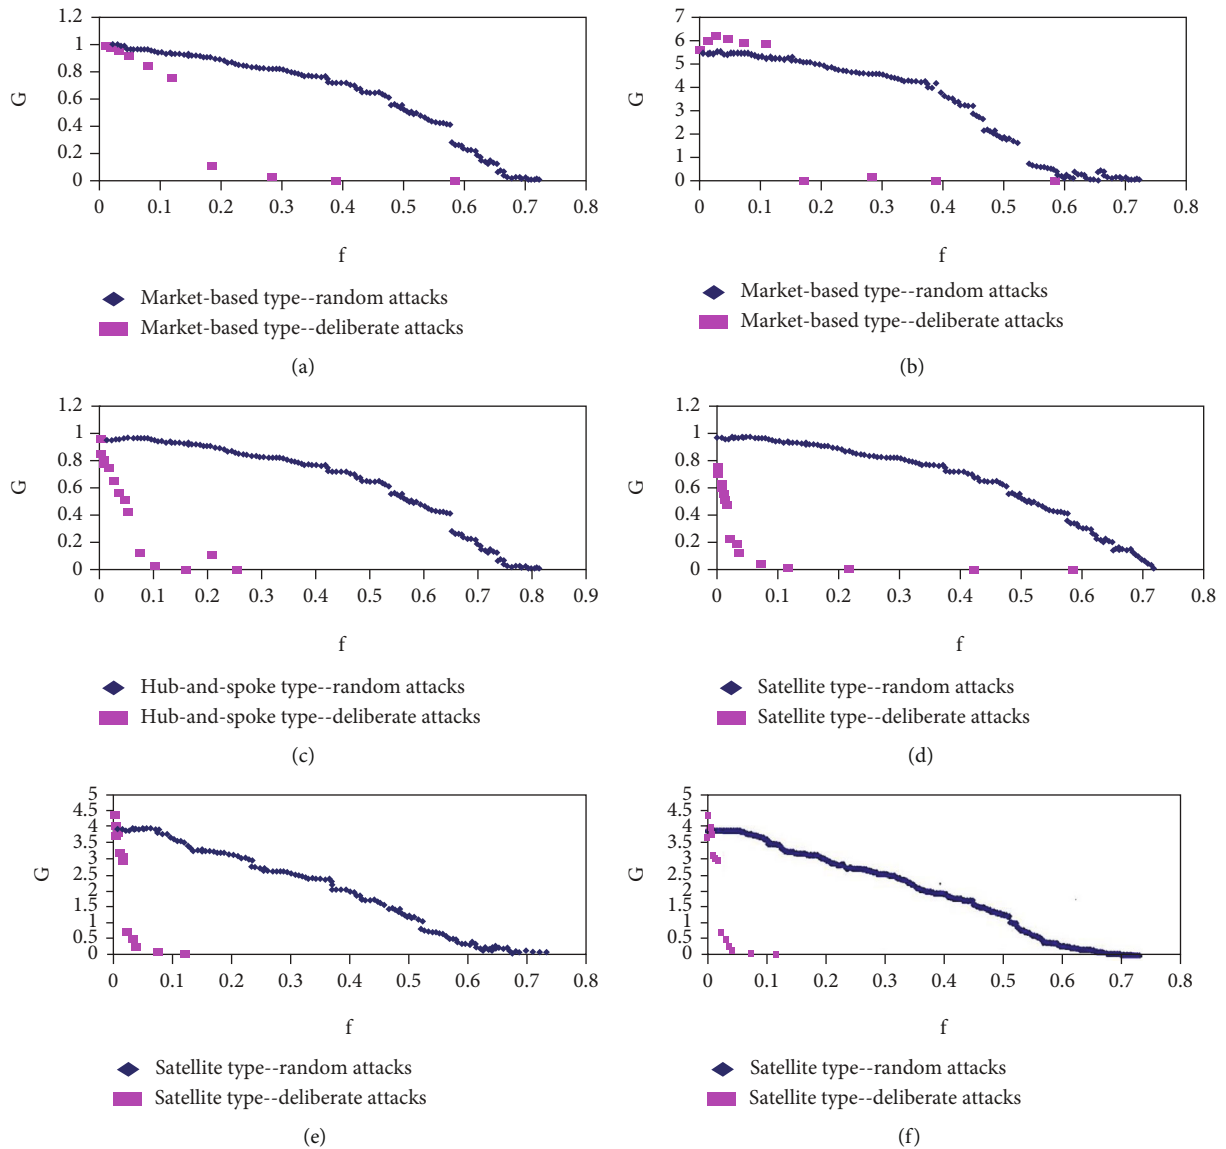 1.2
1
0.8
0.6
0.4
0.2
0
G
0 0.1 0.2 0.3 0.4 0.5 0.6 0.7 0.8
f
Market-based type--random attacks
Market-based type--deliberate attacks
(a)
7
6
5
4
3
2
1
0
G
0 0.1 0.2 0.3 0.4 0.5 0.6 0.7 0.8
f
Market-based type--random attacks
Market-based type--deliberate attacks
(b)
1.2
1
0.8
0.6
0.4
0.2
0
G
0 0.1 0.2 0.3 0.4 0.5 0.6 0.7 0.8 0.9
f
Hub-and-spoke type--random attacks
Hub-and-spoke type--deliberate attacks
(c)
1.2
1
0.8
0.6
0.4
0.2
0
G
0 0.1 0.2 0.3 0.4 0.5 0.6 0.7 0.8
f
Satellite type--random attacks
Satellite type--deliberate attacks
(d)
5
4.5
4
3.5
3
2.5
2
1.5
1
0.5
0
G
0 0.1 0.2 0.3 0.4 0.5 0.6 0.7 0.8
f
Satellite type--random attacks
Satellite type--deliberate attacks
(e)
5
4.5
4
3.5
3
2.5
2
1.5
1
0.5
0
G
0 0.1 0.2 0.3 0.4 0.5 0.6 0.7 0.8
f
Satellite type--random attacks
Satellite type--deliberate attacks
(f)